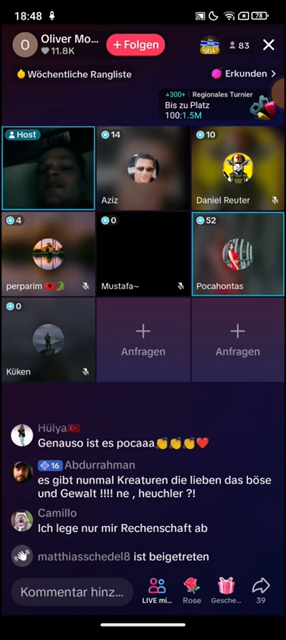 18:48
78
O
Oliver Mo...
11.8K
+ Folgen
83
Wöchentliche Rangliste
Erkunden >
+300↑ Regionales Turnier
Bis zu Platz
100:1.5M
Host
14
Aziz
10
Daniel Reuter
4
perparim
0
Mustafa~
52
Pocahontas
0
Küken
Anfragen
Anfragen
Hülya
Genauso ist es pocaaa👏👏👏❤️
16 Abdurrahman
es gibt nunmal Kreaturen die lieben das böse
und Gewalt !!!! ne , heuchler ?!
Camillo
Ich lege nur mir Rechenschaft ab
matthiasschedel8 ist beigetreten
Kommentar hinz...
LIVE mi...
Rose
Gesche...
39